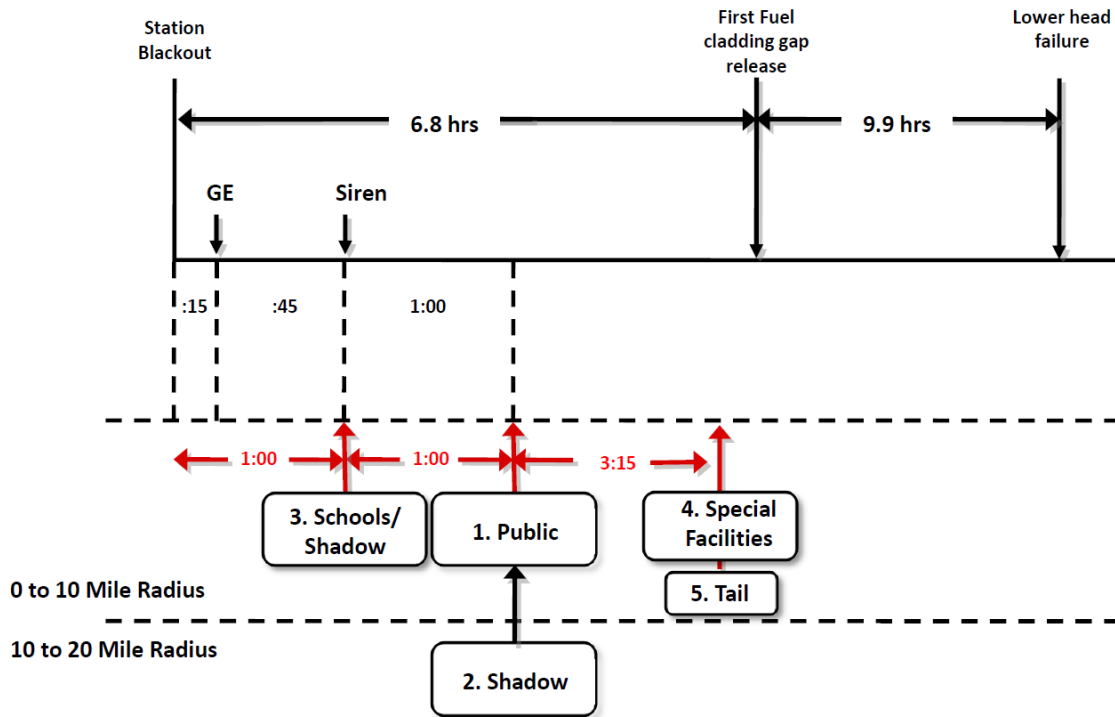 Station
Blackout
First Fuel
cladding gap
release
Lower head
failure
6.8 hrs
9.9 hrs
GE
Siren
:15
:45
1:00
1:00
1:00
3:15
3. Schools/
Shadow
1. Public
4. Special
Facilities
5. Tail
0 to 10 Mile Radius
10 to 20 Mile Radius
2. Shadow